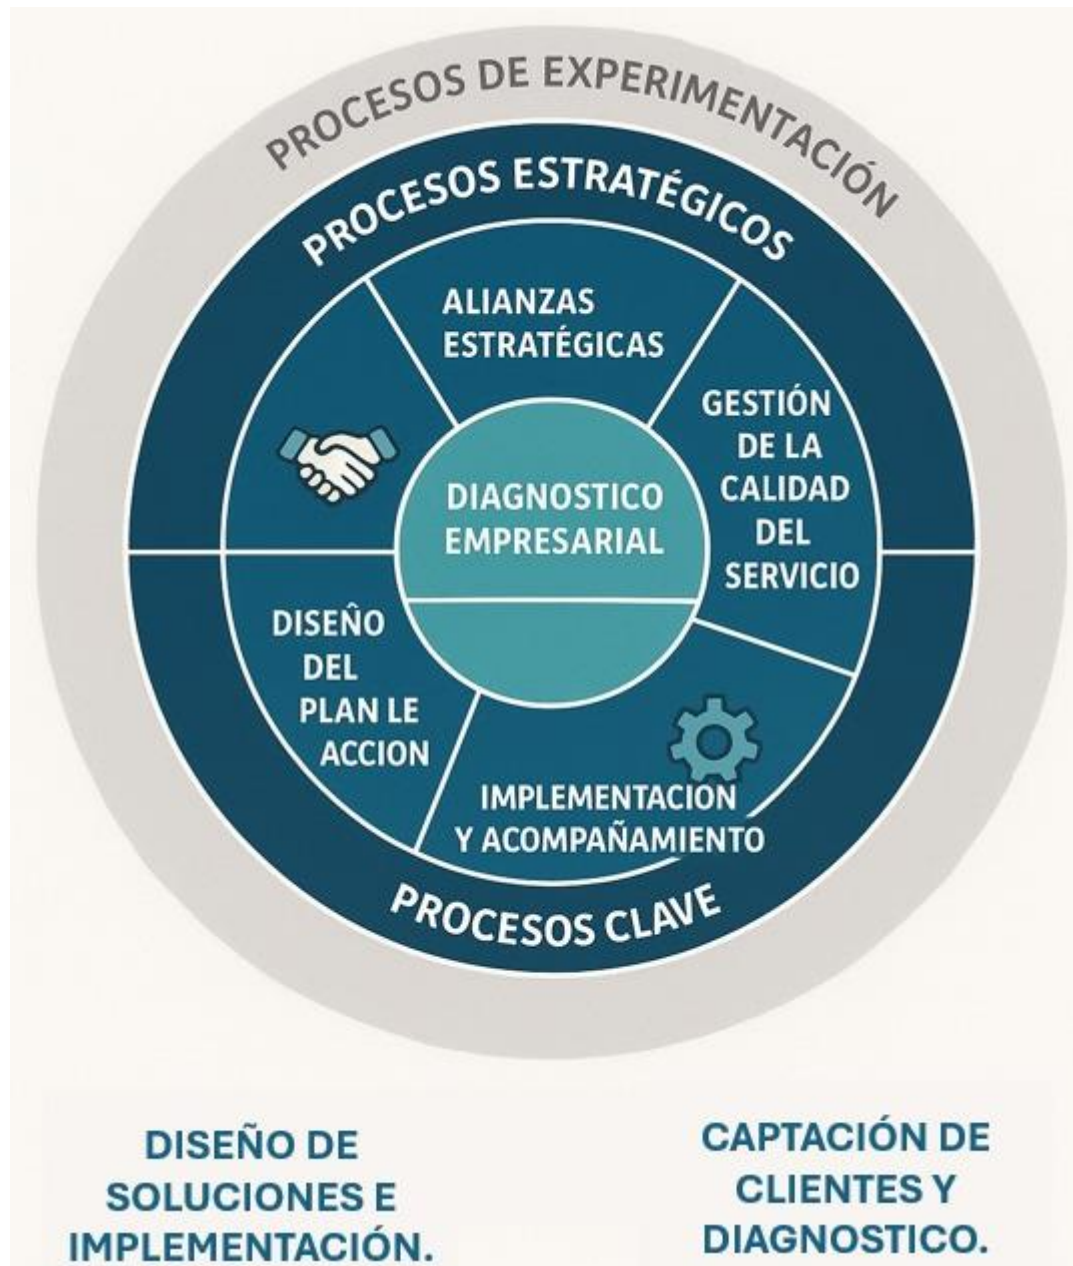 PROCESOS DE EXPERIMENTACIÓN
PROCESOS ESTRATÉGICOS
ALIANZAS
ESTRATÉGICAS
GESTIÓN
DE LA
CALIDAD
DEL
SERVICIO
DIAGNOSTICO
EMPRESARIAL
DISEÑO
DEL
PLAN LE
ACCION
IMPLEMENTACIÓN
Y ACOMPAÑAMIENTO
PROCESOS CLAVE
DISEÑO DE
SOLUCIONES E
IMPLEMENTACIÓN.
CAPTACIÓN DE
CLIENTES Y
DIAGNOSTICO.